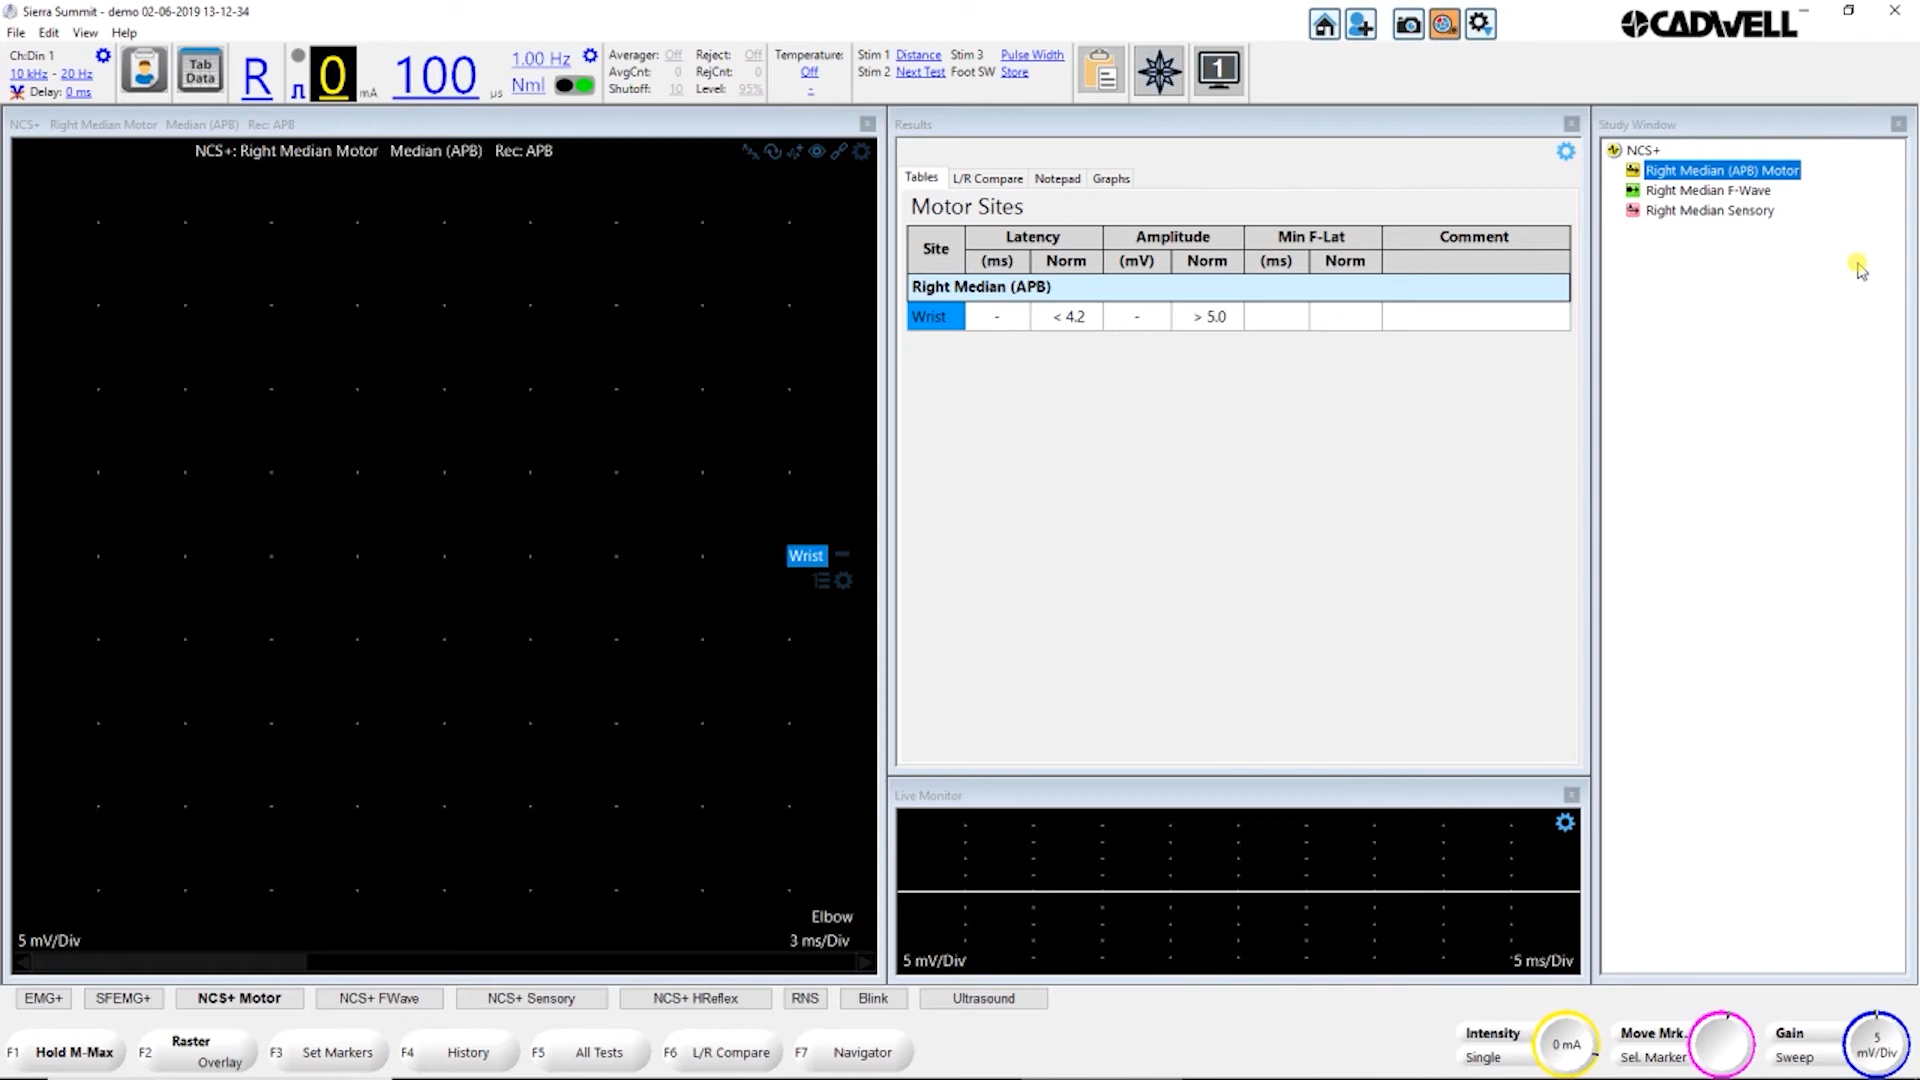 Sierra Summit - demo 02-06-2019 13-12-34
CADWELL
File Edit View Help
Ch:Din 1
10 kHz - 20 Hz
Delay: 0 ms
Tab
Data
R
0 mA
100 µs
1.00 Hz
Nml
Averager: Off Reject: Off
AvgCnt: 0 RejCnt: 0
Shutoff: 10 Level: 95%
Temperature:
Off
-
Stim 1 Distance Stim 3 Pulse Width
Stim 2 Next Test Foot SW Store
1
NCS+ Right Median Motor Median (APB) Rec: APB
NCS+: Right Median Motor Median (APB) Rec: APB
Wrist
Elbow
5 mV/Div 3 ms/Div
Results
Tables L/R Compare Notepad Graphs
Motor Sites
Site Latency Amplitude Min F-Lat Comment
(ms) Norm (mV) Norm (ms) Norm
Right Median (APB)
Wrist - < 4.2 - > 5.0
Live Monitor
5 mV/Div 5 ms/Div
Study Window
NCS+
Right Median (APB) Motor
Right Median F-Wave
Right Median Sensory
EMG+ SFEMG+ NCS+ Motor NCS+ FWave NCS+ Sensory NCS+ HReflex RNS Blink Ultrasound
F1 Hold M-Max
F2 Raster
Overlay
F3 Set Markers
F4 History
F5 All Tests
F6 L/R Compare
F7 Navigator
Intensity
Single
0 mA
Move Mrk.
Sel. Marker
Gain
Sweep
5
mV/Div